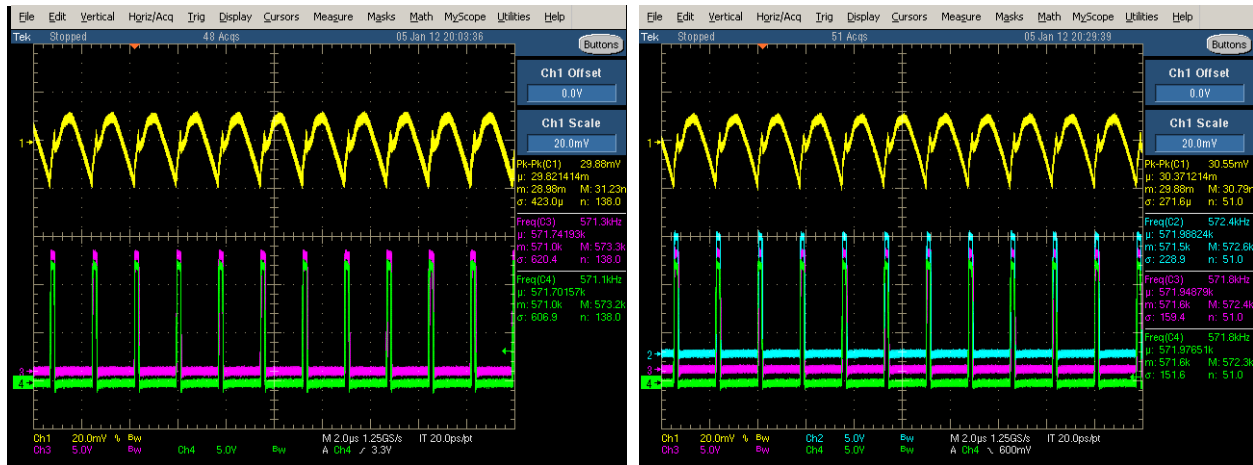 File Edit Vertical Horiz/Acq Trig Display Cursors Measure Masks Math MyScope Utilities Help
Tek Stopped 48 Acqs 05 Jan 12 20:03:36
Buttons
Ch1 Offset
0.0V
Ch1 Scale
20.0mV
1
Pk-Pk(C1) 29.88mV
µ: 29.821414m
m: 28.98m M: 31.23m
σ: 423.0µ n: 138.0
Freq(C3) 571.3kHz
µ: 571.74193k
m: 571.0k M: 573.3k
σ: 620.4 n: 138.0
Freq(C4) 571.1kHz
µ: 571.70157k
m: 571.0k M: 573.2k
σ: 606.9 n: 138.0
3
4
Ch1 20.0mV % Bw M 2.0µs 1.25GS/s IT 20.0ps/pt
Ch3 5.0V Bw Ch4 5.0V Bw A Ch4 / 3.3V
File Edit Vertical Horiz/Acq Trig Display Cursors Measure Masks Math MyScope Utilities Help
Tek Stopped 51 Acqs 05 Jan 12 20:29:39
Buttons
Ch1 Offset
0.0V
Ch1 Scale
20.0mV
1
Pk-Pk(C1) 30.55mV
µ: 30.371214m
m: 29.88m M: 30.79m
σ: 271.6µ n: 51.0
Freq(C2) 572.4kHz
µ: 571.98824k
m: 571.5k M: 572.6k
σ: 228.9 n: 51.0
Freq(C3) 571.8kHz
µ: 571.94879k
m: 571.6k M: 572.4k
σ: 159.4 n: 51.0
Freq(C4) 571.8kHz
µ: 571.97651k
m: 571.6k M: 572.3k
σ: 151.6 n: 51.0
2
3
4
Ch1 20.0mV % Bw Ch2 5.0V Bw M 2.0µs 1.25GS/s IT 20.0ps/pt
Ch3 5.0V Bw Ch4 5.0V Bw A Ch4 \ 600mV